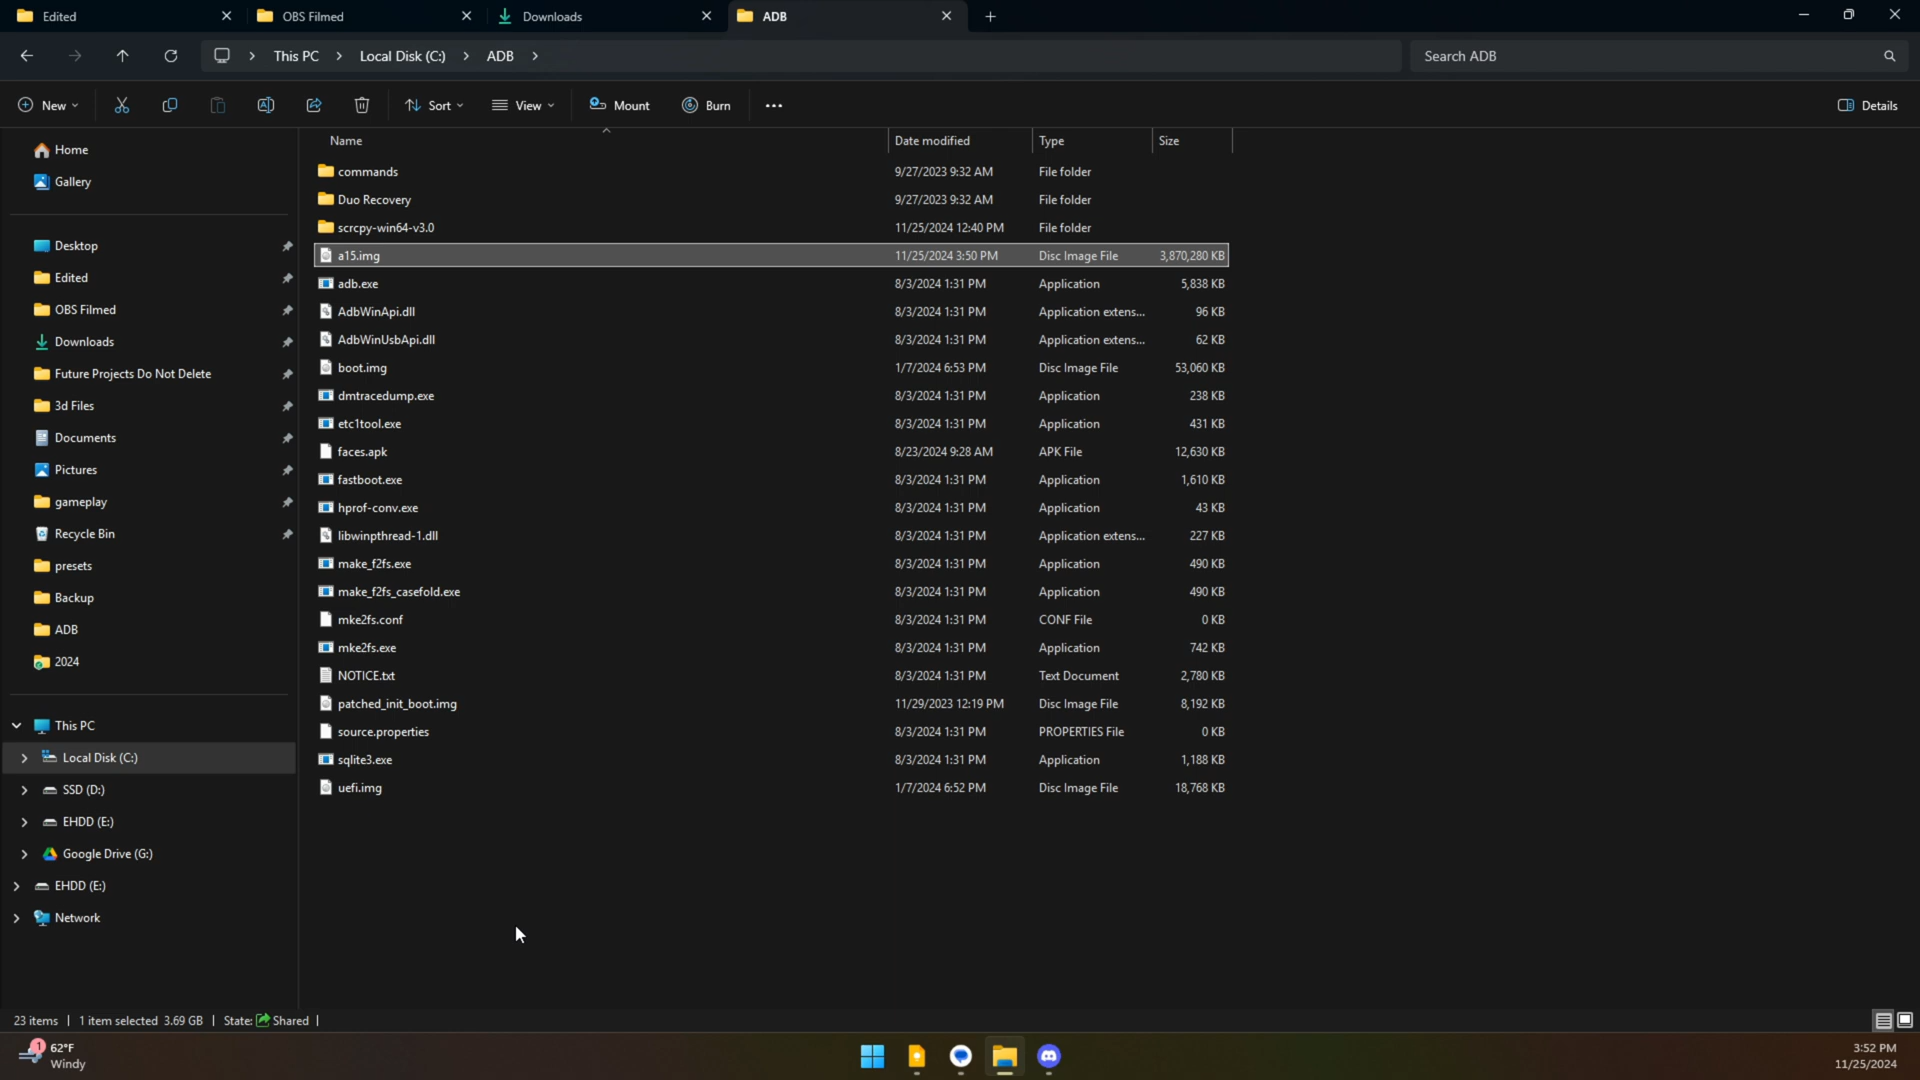 Edited
OBS Filmed
Downloads
ADB
This PC
Local Disk (C:)
ADB
Search ADB
New
Sort
View
Mount
Burn
Details
Home
Gallery
Desktop
Edited
OBS Filmed
Downloads
Future Projects Do Not Delete
3d Files
Documents
Pictures
gameplay
Recycle Bin
presets
Backup
ADB
2024
This PC
Local Disk (C:)
SSD (D:)
EHDD (E:)
Google Drive (G:)
EHDD (E:)
Network
Name Date modified Type Size
commands 9/27/2023 9:32 AM File folder
Duo Recovery 9/27/2023 9:32 AM File folder
scrcpy-win64-v3.0 11/25/2024 12:40 PM File folder
a15.img 11/25/2024 3:50 PM Disc Image File 3,870,280 KB
adb.exe 8/3/2024 1:31 PM Application 5,838 KB
AdbWinApi.dll 8/3/2024 1:31 PM Application extens... 96 KB
AdbWinUsbApi.dll 8/3/2024 1:31 PM Application extens... 62 KB
boot.img 1/7/2024 6:53 PM Disc Image File 53,060 KB
dmtracedump.exe 8/3/2024 1:31 PM Application 238 KB
etc1tool.exe 8/3/2024 1:31 PM Application 431 KB
faces.apk 8/23/2024 9:28 AM APK File 12,630 KB
fastboot.exe 8/3/2024 1:31 PM Application 1,610 KB
hprof-conv.exe 8/3/2024 1:31 PM Application 43 KB
libwinpthread-1.dll 8/3/2024 1:31 PM Application extens... 227 KB
make_f2fs.exe 8/3/2024 1:31 PM Application 490 KB
make_f2fs_casefold.exe 8/3/2024 1:31 PM Application 490 KB
mke2fs.conf 8/3/2024 1:31 PM CONF File 0 KB
mke2fs.exe 8/3/2024 1:31 PM Application 742 KB
NOTICE.txt 8/3/2024 1:31 PM Text Document 2,780 KB
patched_init_boot.img 11/29/2023 12:19 PM Disc Image File 8,192 KB
source.properties 8/3/2024 1:31 PM PROPERTIES File 0 KB
sqlite3.exe 8/3/2024 1:31 PM Application 1,188 KB
uefi.img 1/7/2024 6:52 PM Disc Image File 18,768 KB
23 items 1 item selected 3.69 GB State: Shared
1
62°F
Windy
3:52 PM
11/25/2024